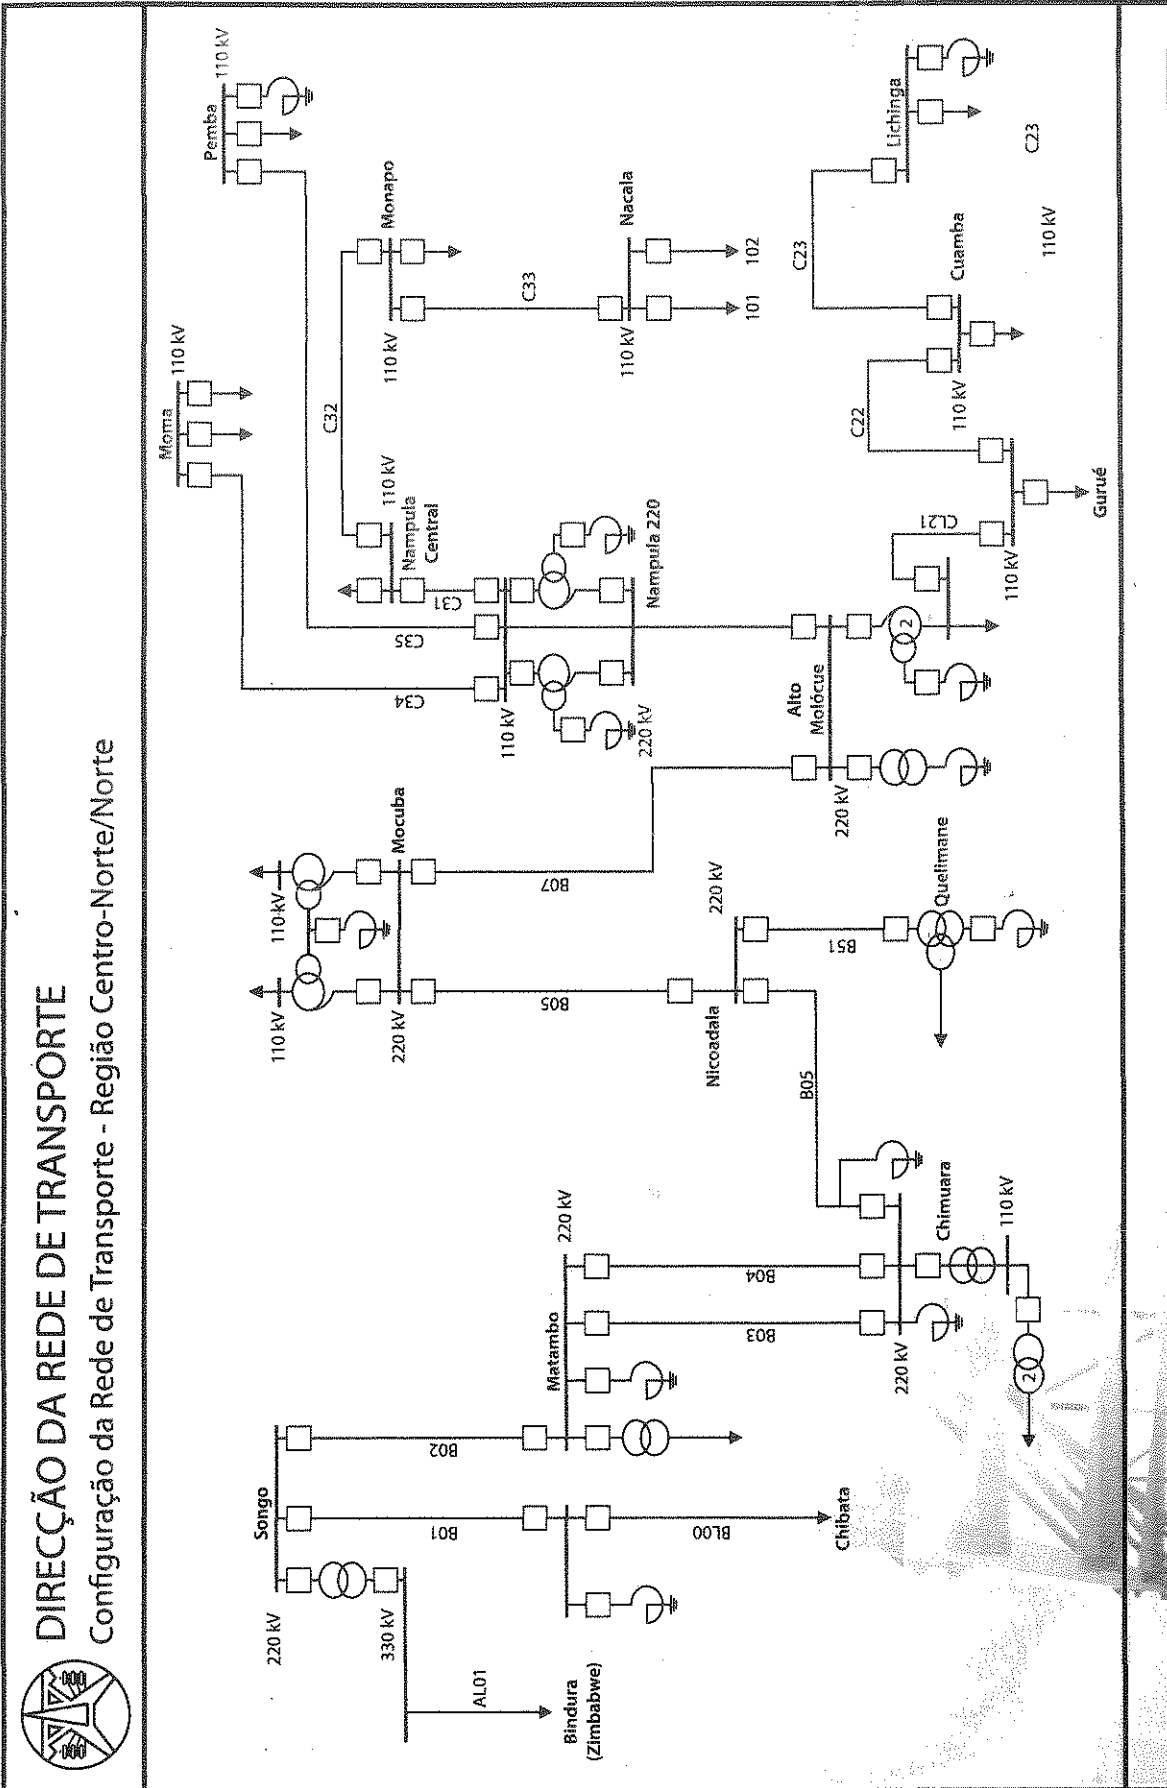 DIRECÇÃO DA REDE DE TRANSPORTE
Configuração da Rede de Transporte - Região Centro-Norte/Norte
Songo
220 kV
330 kV
AL01
Bindura
(Zimbabwe)
B01
B02
BL00
Chibata
Matambo
220 kV
B03
B04
220 kV
Chimuara
110 kV
2
B05
Nicoadala
220 kV
B51
Quelimane
B05
110 kV
110 kV
220 kV
Mocuba
B07
220 kV
Alto
Molócue
2
Moma
110 kV
C34
C35
C31
110 kV
220 kV
Nampula 220
Nampula
Central
110 kV
C32
Pemba
110 kV
Monapo
110 kV
C33
Nacala
110 kV
101
102
CL21
110 kV
Gurué
C22
110 kV
Cuamba
C23
Lichinga
110 kV
C23